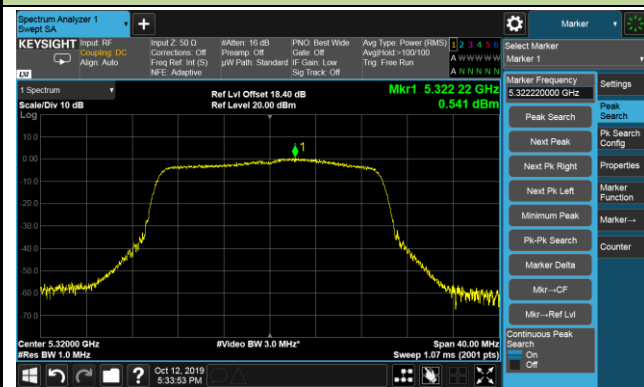 Spectrum Analyzer 1
Swept SA
Marker
KEYSIGHT
Input: RF
Coupling: DC
Align: Auto
Input Z: 50 Ω
Corrections: Off
Freq Ref: Int (S)
NFE: Adaptive
#Atten: 16 dB
Preamp: Off
µW Path: Standard
PNO: Best Wide
Gate: Off
IF Gain: Low
Sig Track: Off
Avg Type: Power (RMS)
Avg|Hold:>100/100
Trig: Free Run
1 2 3 4 5 6
A W W W W W
A N N N N N
LXI
Select Marker
Marker 1
1 Spectrum
Scale/Div 10 dB
Log
Ref Lvl Offset 18.40 dB
Ref Level 20.00 dBm
Mkr1 5.322 22 GHz
0.541 dBm
10.0
0.00
-10.0
-20.0
-30.0
-40.0
-50.0
-60.0
-70.0
1
Center 5.32000 GHz
#Res BW 1.0 MHz
#Video BW 3.0 MHz*
Span 40.00 MHz
Sweep 1.07 ms (2001 pts)
Marker Frequency
5.322220000 GHz
Peak Search
Next Peak
Next Pk Right
Next Pk Left
Minimum Peak
Pk-Pk Search
Marker Delta
Mkr→CF
Mkr→Ref Lvl
Continuous Peak
Search
On
Off
Settings
Peak
Search
Pk Search
Config
Properties
Marker
Function
Marker→
Counter
?
Oct 12, 2019
5:33:53 PM